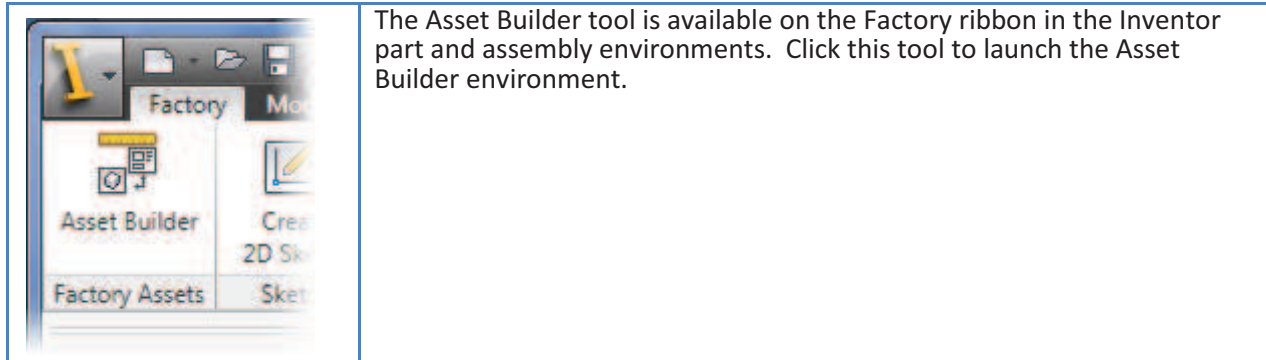 The Asset Builder tool is available on the Factory ribbon in the Inventor
part and assembly environments.  Click this tool to launch the Asset
Builder environment.
Factory
Asset Builder
2D
Factory Assets